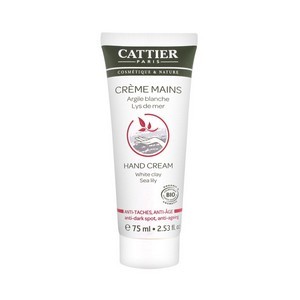 CATTIER
PARIS
COSMÉTIQUE & NATURE
CRÈME MAINS
Argile blanche
Lys de mer
HAND CREAM
White clay
Sea lily
BIO
ANTI-TACHES, ANTI-ÂGE
anti-dark spot, anti-ageing
e 75 ml • 2.53 fl.oz